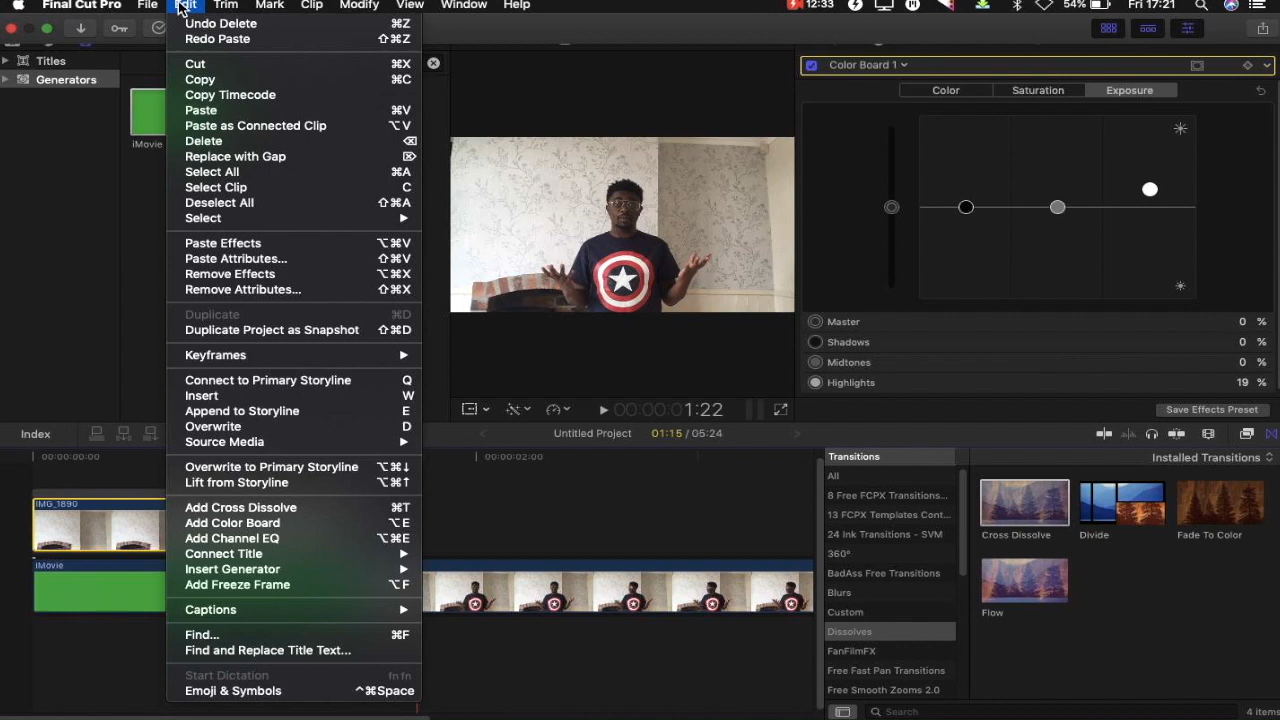 Final Cut Pro File Edit Trim Mark Clip Modify View Window Help 12:33 54% Fri 17:21
Undo Delete ⌘Z
Redo Paste ⇧⌘Z
Cut ⌘X
Copy ⌘C
Copy Timecode
Paste ⌘V
Paste as Connected Clip ⌥V
Delete ⌫
Replace with Gap ⌦
Select All ⌘A
Select Clip C
Deselect All ⇧⌘A
Select
Paste Effects ⌥⌘V
Paste Attributes... ⇧⌘V
Remove Effects ⌥⌘X
Remove Attributes... ⇧⌘X
Duplicate ⌘D
Duplicate Project as Snapshot ⇧⌘D
Keyframes
Connect to Primary Storyline Q
Insert W
Append to Storyline E
Overwrite D
Source Media
Overwrite to Primary Storyline ⌥⌘↓
Lift from Storyline ⌥⌘↑
Add Cross Dissolve ⌘T
Add Color Board ⌥E
Add Channel EQ ⌥⌘E
Connect Title
Insert Generator
Add Freeze Frame ⌥F
Captions
Find... ⌘F
Find and Replace Title Text...
Start Dictation fn fn
Emoji & Symbols ^⌘Space
Titles
Generators
iMovie
Color Board 1
Color Saturation Exposure
Master 0 %
Shadows 0 %
Midtones 0 %
Highlights 19 %
Save Effects Preset
00:00:00:01:22
Index
Untitled Project 01:15 / 05:24
00:00:00:00 00:00:02:00
IMG_1890
iMovie
Transitions
Installed Transitions
All
8 Free FCPX Transitions...
13 FCPX Templates Cont...
24 Ink Transitions - SVM
360°
BadAss Free Transitions
Blurs
Custom
Dissolves
FanFilmFX
Free Fast Pan Transitions
Free Smooth Zooms 2.0
Cross Dissolve Divide Fade To Color
Flow
Search
4 items